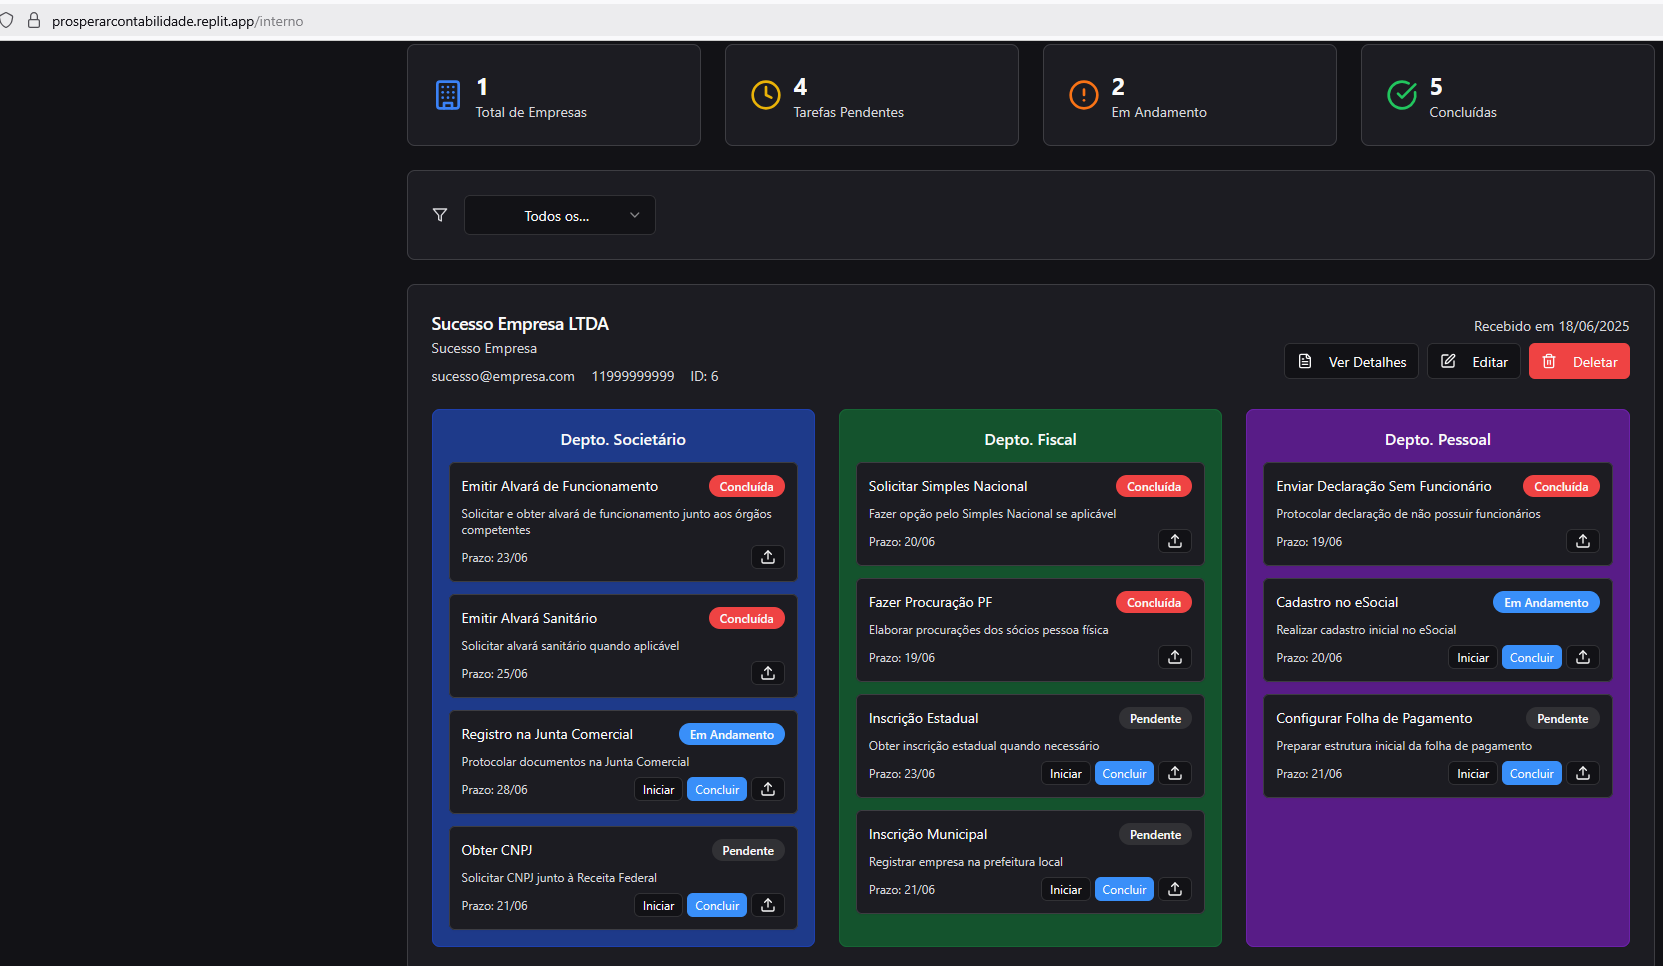 prosperarcontabilidade.replit.app/interno
1
Total de Empresas
4
Tarefas Pendentes
2
Em Andamento
5
Concluídas
Todos os...
Sucesso Empresa LTDA
Sucesso Empresa
sucesso@empresa.com 11999999999 ID: 6
Recebido em 18/06/2025
Ver Detalhes Editar Deletar
Depto. Societário
Emitir Alvará de Funcionamento Concluída
Solicitar e obter alvará de funcionamento junto aos órgãos
competentes
Prazo: 23/06
Emitir Alvará Sanitário Concluída
Solicitar alvará sanitário quando aplicável
Prazo: 25/06
Registro na Junta Comercial Em Andamento
Protocolar documentos na Junta Comercial
Prazo: 28/06 Iniciar Concluir
Obter CNPJ Pendente
Solicitar CNPJ junto à Receita Federal
Prazo: 21/06 Iniciar Concluir
Depto. Fiscal
Solicitar Simples Nacional Concluída
Fazer opção pelo Simples Nacional se aplicável
Prazo: 20/06
Fazer Procuração PF Concluída
Elaborar procurações dos sócios pessoa física
Prazo: 19/06
Inscrição Estadual Pendente
Obter inscrição estadual quando necessário
Prazo: 23/06 Iniciar Concluir
Inscrição Municipal Pendente
Registrar empresa na prefeitura local
Prazo: 21/06 Iniciar Concluir
Depto. Pessoal
Enviar Declaração Sem Funcionário Concluída
Protocolar declaração de não possuir funcionários
Prazo: 19/06
Cadastro no eSocial Em Andamento
Realizar cadastro inicial no eSocial
Prazo: 20/06 Iniciar Concluir
Configurar Folha de Pagamento Pendente
Preparar estrutura inicial da folha de pagamento
Prazo: 21/06 Iniciar Concluir